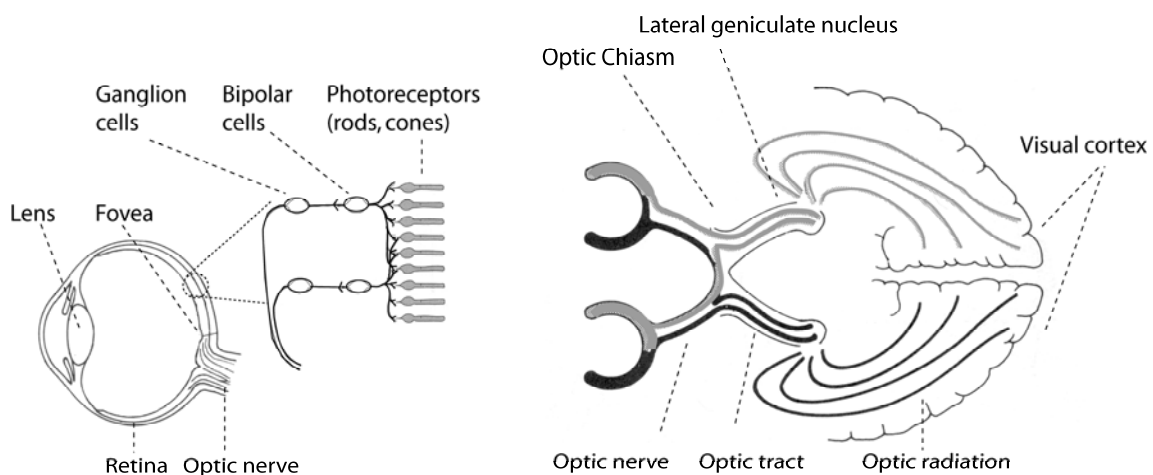 Lateral geniculate nucleus
Optic Chiasm
Ganglion
cells
Bipolar
cells
Photoreceptors
(rods, cones)
Visual cortex
Lens
Fovea
Retina
Optic nerve
Optic nerve
Optic tract
Optic radiation